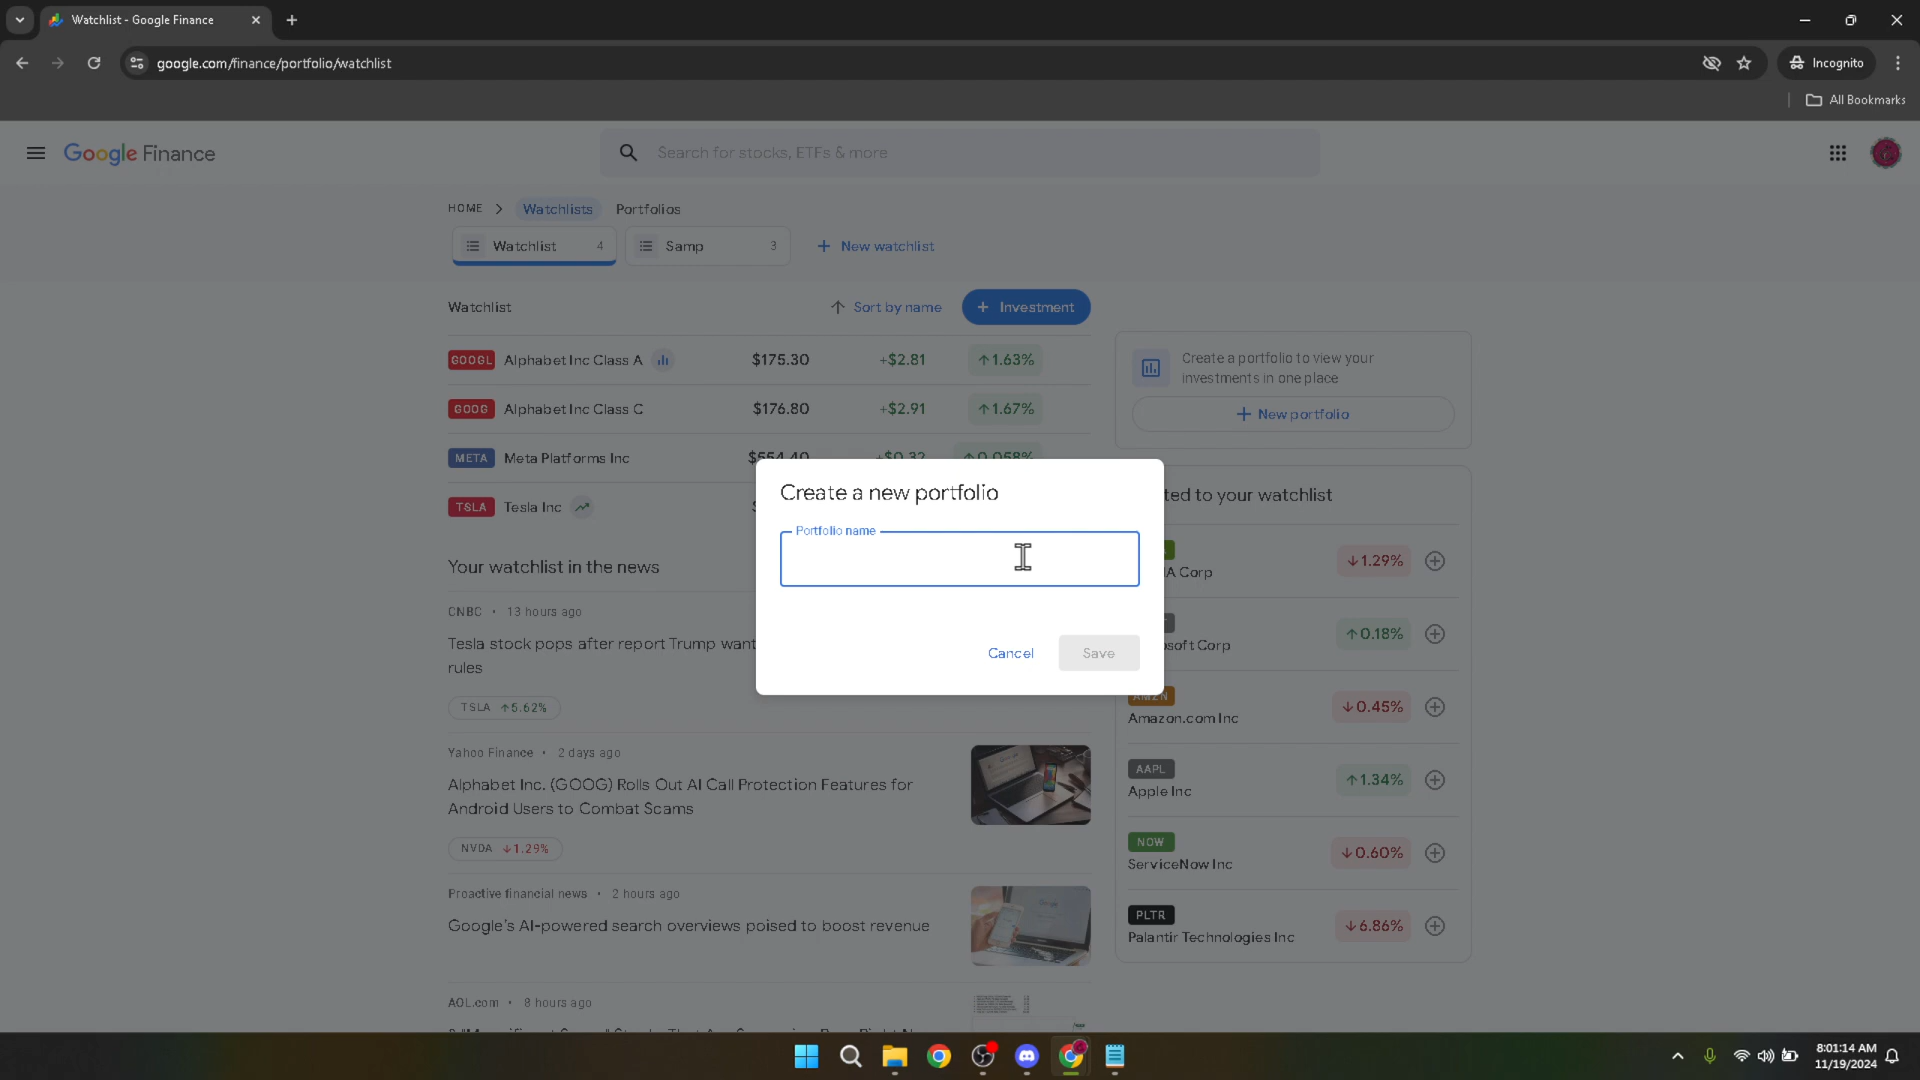 Watchlist - Google Finance
google.com/finance/portfolio/watchlist
Incognito
All Bookmarks
Google Finance
Search for stocks, ETFs & more
HOME
Watchlists
Portfolios
Watchlist 4
Samp 3
New watchlist
Watchlist
Sort by name
+ Investment
GOOGL Alphabet Inc Class A $175.30 +$2.81 ↑1.63%
GOOG Alphabet Inc Class C $176.80 +$2.91 ↑1.67%
META Meta Platforms Inc $554.40 +$0.32 ↑0.058%
TSLA Tesla Inc
Create a portfolio to view your
investments in one place
+ New portfolio
Create a new portfolio
Portfolio name
Cancel
Save
Your watchlist in the news
CNBC • 13 hours ago
Tesla stock pops after report Trump want
rules
TSLA ↑5.62%
Yahoo Finance • 2 days ago
Alphabet Inc. (GOOG) Rolls Out AI Call Protection Features for
Android Users to Combat Scams
NVDA ↓1.29%
Proactive financial news • 2 hours ago
Google's AI-powered search overviews poised to boost revenue
AOL.com • 8 hours ago
ted to your watchlist
A Corp ↓1.29%
soft Corp ↑0.18%
AMZN
Amazon.com Inc ↓0.45%
AAPL
Apple Inc ↑1.34%
NOW
ServiceNow Inc ↓0.60%
PLTR
Palantir Technologies Inc ↓6.86%
8:01:14 AM
11/19/2024